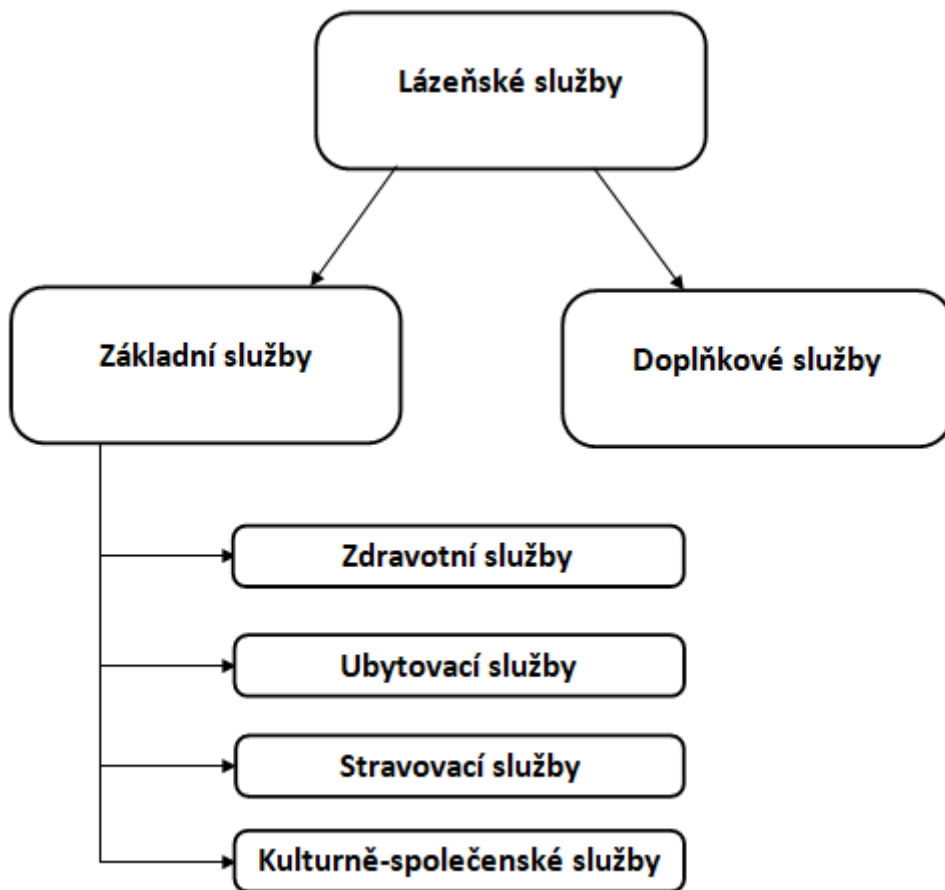 Lázeňské služby
Základní služby
Doplňkové služby
Zdravotní služby
Ubytovací služby
Stravovací služby
Kulturně-společenské služby